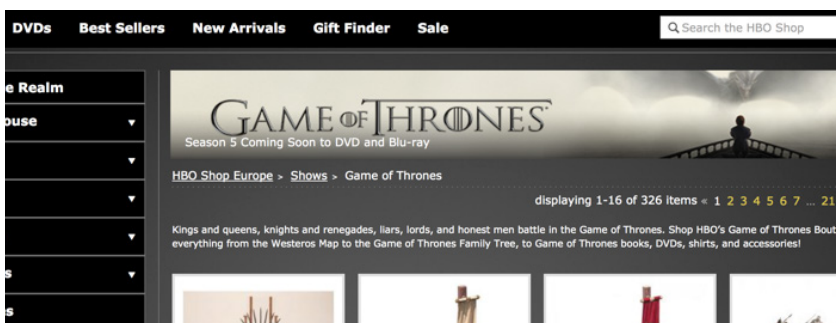 DVDs Best Sellers New Arrivals Gift Finder Sale Search the HBO Shop
Realm
GAME OF THRONES
Season 5 Coming Soon to DVD and Blu-ray
HBO Shop Europe > Shows > Game of Thrones
displaying 1-16 of 326 items « 1 2 3 4 5 6 7 ... 21
Kings and queens, knights and renegades, liars, lords, and honest men battle in the Game of Thrones. Shop HBO's Game of Thrones Bout
everything from the Westeros Map to the Game of Thrones Family Tree, to Game of Thrones books, DVDs, shirts, and accessories!